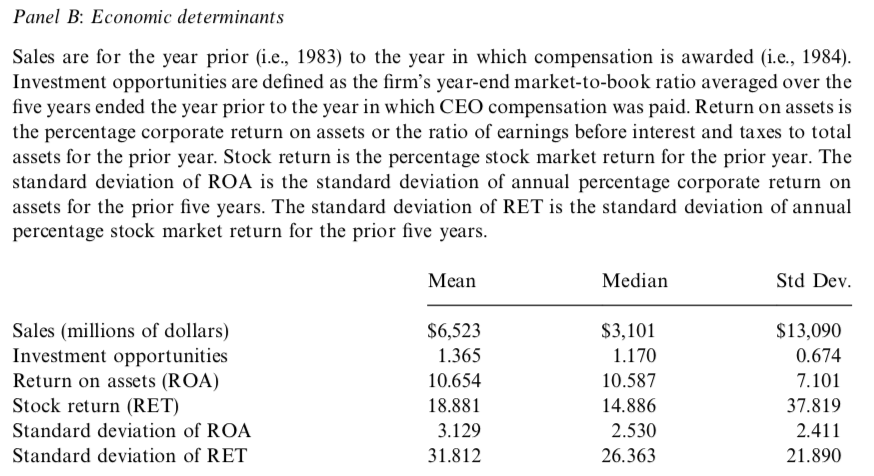 Panel B: Economic determinants
Sales are for the year prior (i.e., 1983) to the year in which compensation is awarded (i.e., 1984).
Investment opportunities are defined as the firm's year-end market-to-book ratio averaged over the
five years ended the year prior to the year in which CEO compensation was paid. Return on assets is
the percentage corporate return on assets or the ratio of earnings before interest and taxes to total
assets for the prior year. Stock return is the percentage stock market return for the prior year. The
standard deviation of ROA is the standard deviation of annual percentage corporate return on
assets for the prior five years. The standard deviation of RET is the standard deviation of annual
percentage stock market return for the prior five years.
Mean Median Std Dev.
Sales (millions of dollars) $6,523 $3,101 $13,090
Investment opportunities 1.365 1.170 0.674
Return on assets (ROA) 10.654 10.587 7.101
Stock return (RET) 18.881 14.886 37.819
Standard deviation of ROA 3.129 2.530 2.411
Standard deviation of RET 31.812 26.363 21.890